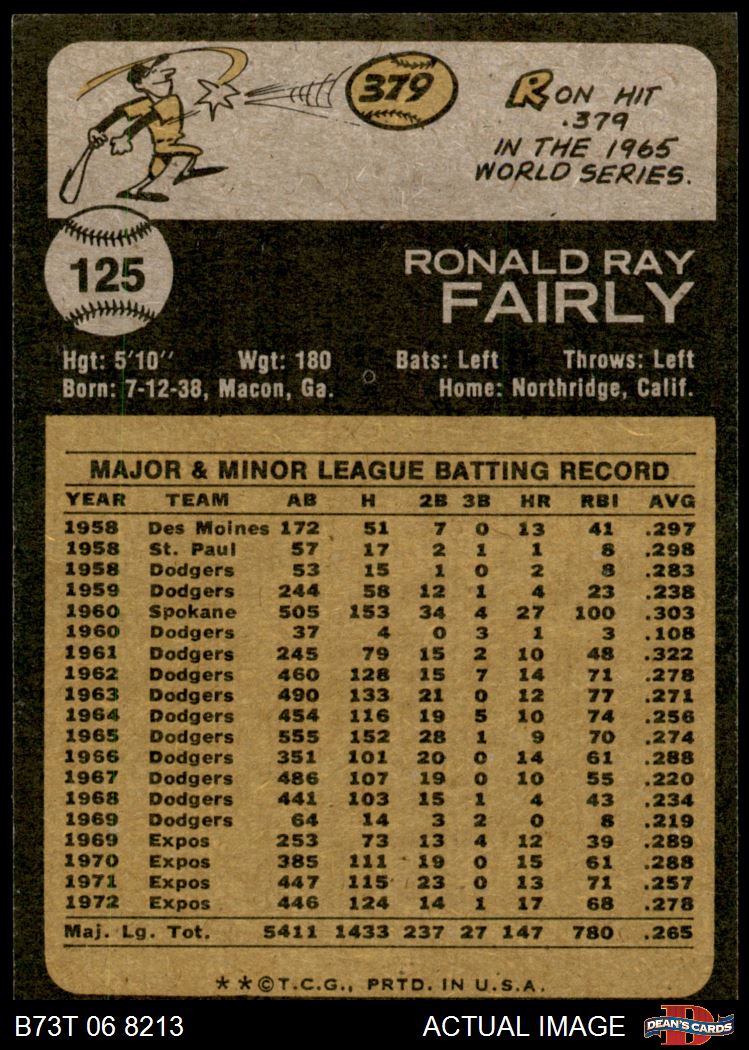 379
RON HIT
.379
IN THE 1965
WORLD SERIES.
125
RONALD RAY
FAIRLY
Hgt: 5'10" Wgt: 180 Bats: Left Throws: Left
Born: 7-12-38, Macon, Ga. Home: Northridge, Calif.
MAJOR & MINOR LEAGUE BATTING RECORD
YEAR TEAM AB H 2B 3B HR RBI AVG
1958 Des Moines 172 51 7 0 13 41 .297
1958 St. Paul 57 17 2 1 1 8 .298
1958 Dodgers 53 15 1 0 2 8 .283
1959 Dodgers 244 58 12 1 4 23 .238
1960 Spokane 505 153 34 4 27 100 .303
1960 Dodgers 37 4 0 3 1 3 .108
1961 Dodgers 245 79 15 2 10 48 .322
1962 Dodgers 460 128 15 7 14 71 .278
1963 Dodgers 490 133 21 0 12 77 .271
1964 Dodgers 454 116 19 5 10 74 .256
1965 Dodgers 555 152 28 1 9 70 .274
1966 Dodgers 351 101 20 0 14 61 .288
1967 Dodgers 486 107 19 0 10 55 .220
1968 Dodgers 441 103 15 1 4 43 .234
1969 Dodgers 64 14 3 2 0 8 .219
1969 Expos 253 73 13 4 12 39 .289
1970 Expos 385 111 19 0 15 61 .288
1971 Expos 447 115 23 0 13 71 .257
1972 Expos 446 124 14 1 17 68 .278
Maj. Lg. Tot. 5411 1433 237 27 147 780 .265
**©T.C.G., PRTD. IN U.S.A.
B73T 06 8213 ACTUAL IMAGE DEAN'S CARDS